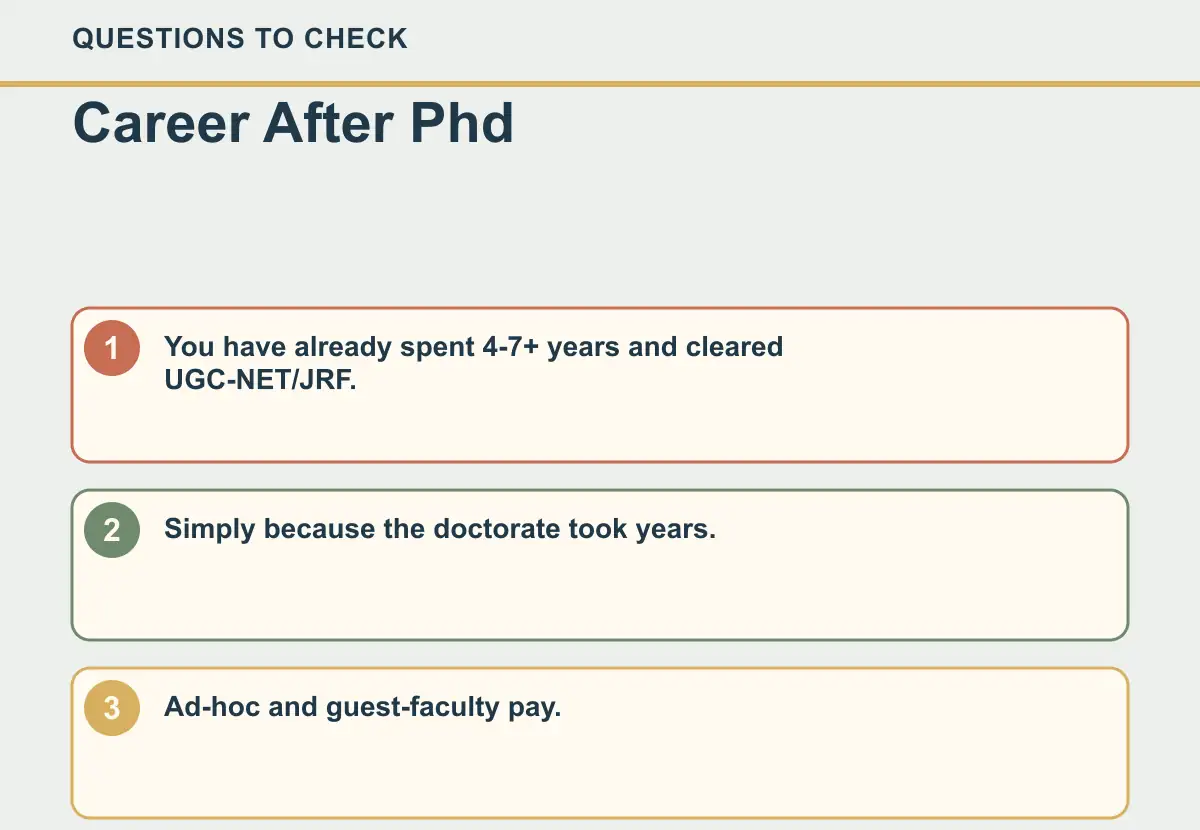 QUESTIONS TO CHECK
Career After Phd
1
You have already spent 4-7+ years and cleared
UGC-NET/JRF.
2
Simply because the doctorate took years.
3
Ad-hoc and guest-faculty pay.